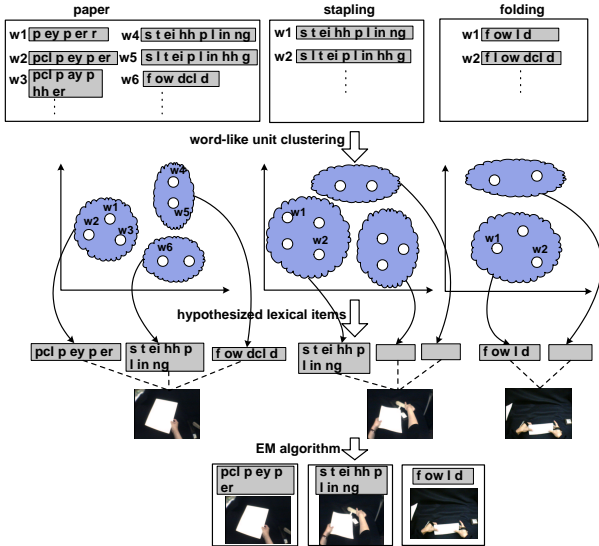 paper
stapling
folding
w1 p ey p er r
w4 s t ei hh p l in ng
w2 pcl p ey p er
w5 s l t ei p l in hh g
w3 pcl p ay p
hh er
w6 f ow dcl d
w1 s t ei hh p l in ng
w2 s l t ei p l in hh g
w1 f ow l d
w2 f l ow dcl d
word-like unit clustering
w4
w5
w1
w2
w3
w6
w1
w2
w1
w2
hypothesized lexical items
pcl p ey p er
s t ei hh p
l in ng
f ow dcl d
s t ei hh p
l in ng
f ow l d
EM algorithm
pcl p ey p
er
s t ei hh p
l in ng
f ow l d